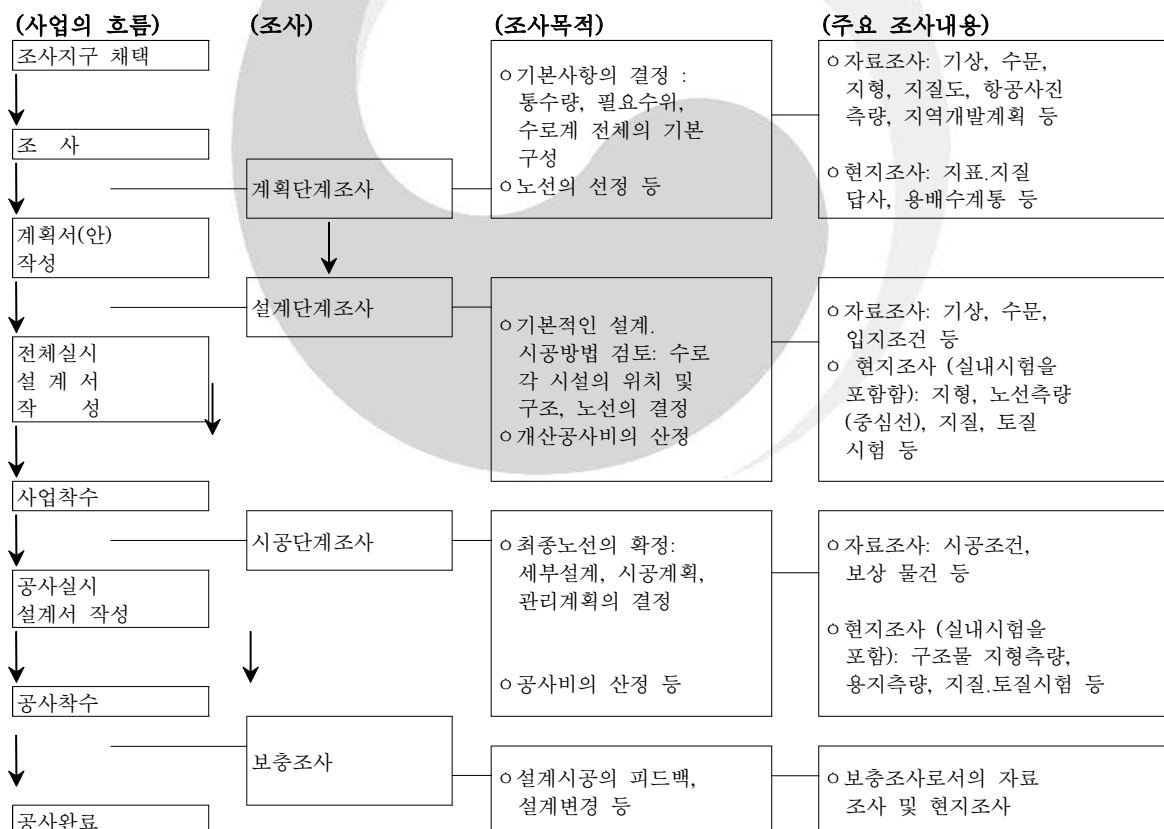 (사업의 흐름) (조사) (조사목적) (주요 조사내용)
조사지구 채택
조 사
계획서(안)
작성
전체실시
설 계 서
작 성
사업착수
공사실시
설계서 작성
공사착수
공사완료
계획단계조사
설계단계조사
시공단계조사
보충조사
ㅇ기본사항의 결정 :
통수량, 필요수위,
수로계 전체의 기본
구성
ㅇ노선의 선정 등
ㅇ기본적인 설계.
시공방법 검토: 수로
각 시설의 위치 및
구조, 노선의 결정
ㅇ개산공사비의 산정
ㅇ최종노선의 확정:
세부설계, 시공계획,
관리계획의 결정
ㅇ공사비의 산정 등
ㅇ설계시공의 피드백,
설계변경 등
ㅇ자료조사: 기상, 수문,
지형, 지질도, 항공사진
측량, 지역개발계획 등
ㅇ현지조사: 지표.지질
답사, 용배수계통 등
ㅇ자료조사: 기상, 수문,
입지조건 등
ㅇ 현지조사 (실내시험을
포함함): 지형, 노선측량
(중심선), 지질, 토질
시험 등
ㅇ자료조사: 시공조건,
보상 물건 등
ㅇ현지조사 (실내시험을
포함): 구조물 지형측량,
용지측량, 지질.토질시험 등
ㅇ보충조사로서의 자료
조사 및 현지조사